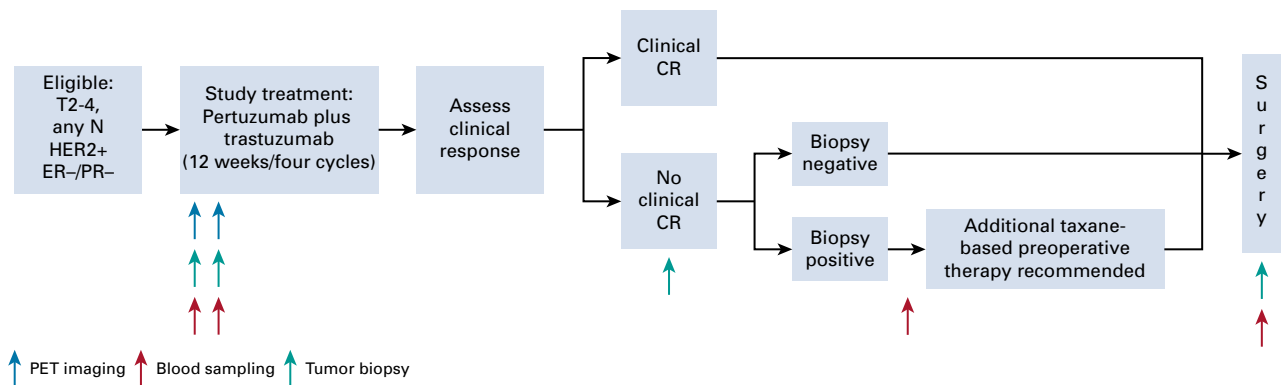 Eligible:
T2-4,
any N
HER2+
ER–/PR–
Study treatment:
Pertuzumab plus
trastuzumab
(12 weeks/four cycles)
Assess
clinical
response
Clinical
CR
No
clinical
CR
Biopsy
negative
Biopsy
positive
Additional taxane-
based preoperative
therapy recommended
S
u
r
g
e
r
y
PET imaging
Blood sampling
Tumor biopsy